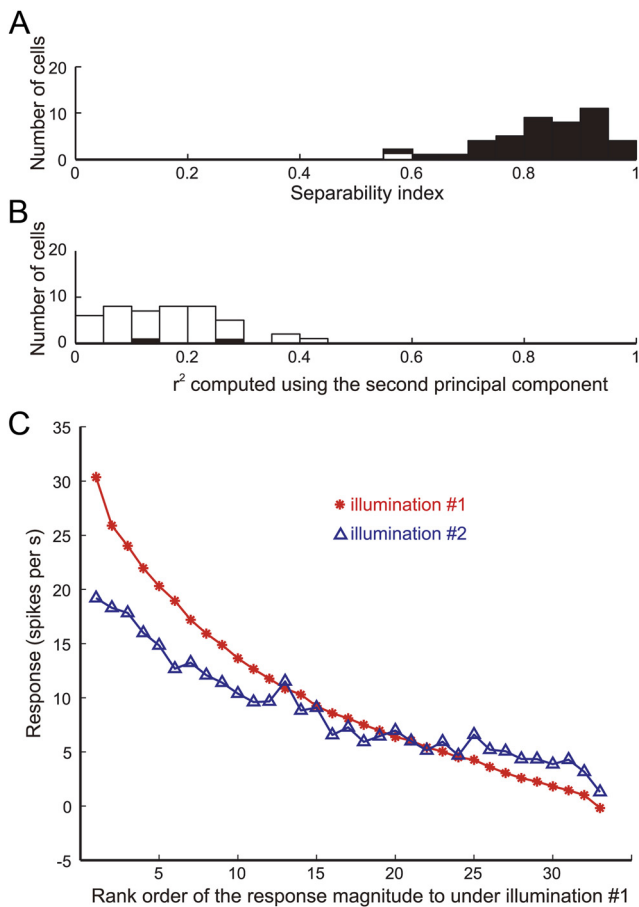 A
Number of cells
20
10
0
0 0.2 0.4 0.6 0.8 1
Separability index
B
Number of cells
20
10
0
0 0.2 0.4 0.6 0.8 1
r² computed using the second principal component
C
Response (spikes per s)
35
30
25
20
15
10
5
0
-5
illumination #1
illumination #2
5 10 15 20 25 30
Rank order of the response magnitude to under illumination #1